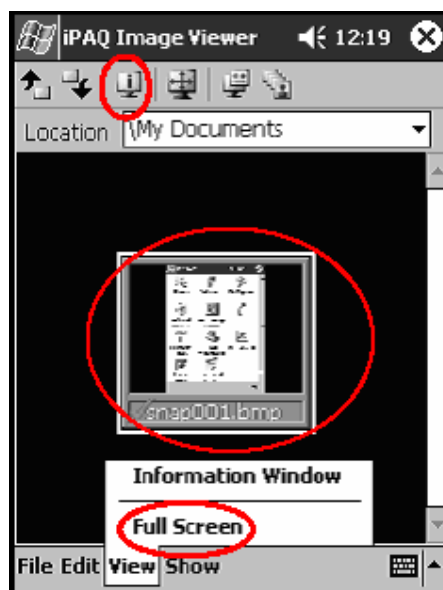 iPAQ Image Viewer 12:19
Location \My Documents
snap001.bmp
Information Window
Full Screen
File Edit View Show